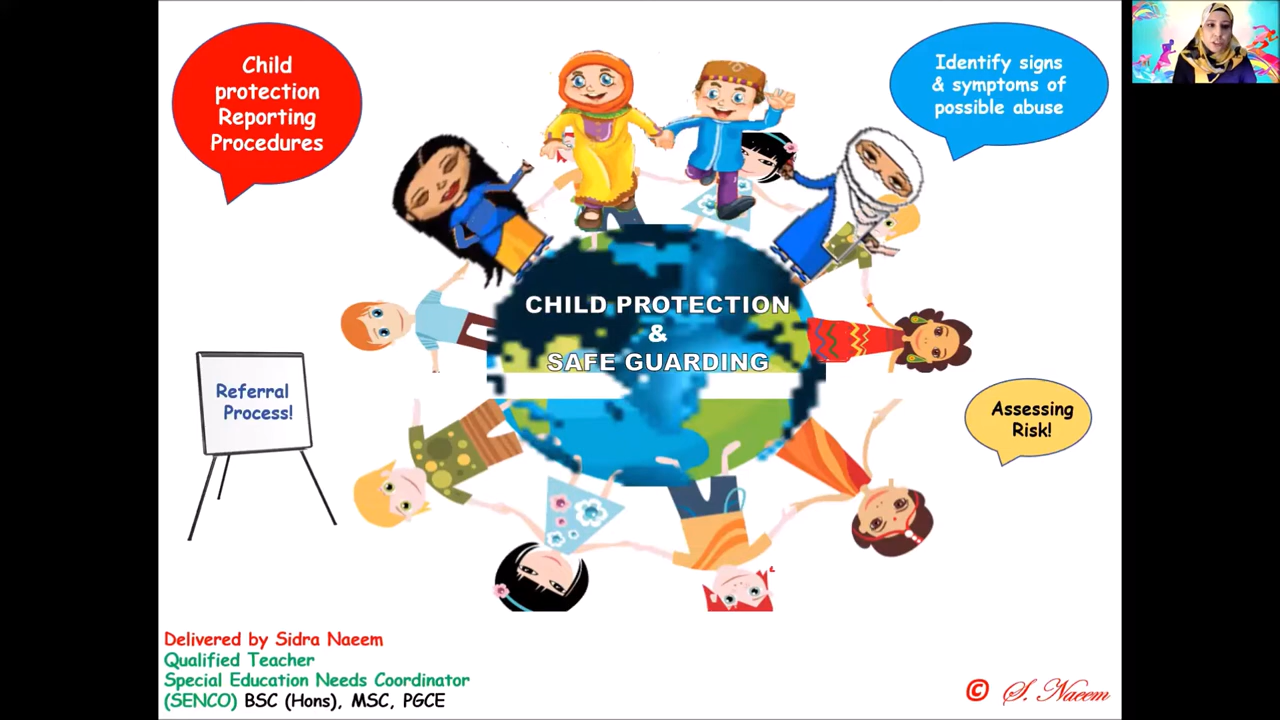 Child
protection
Reporting
Procedures
Identify signs
& symptoms of
possible abuse
CHILD PROTECTION
&
SAFE GUARDING
Referral
Process!
Assessing
Risk!
Delivered by Sidra Naeem
Qualified Teacher
Special Education Needs Coordinator
(SENCO) BSC (Hons), MSC, PGCE
© S. Naeem